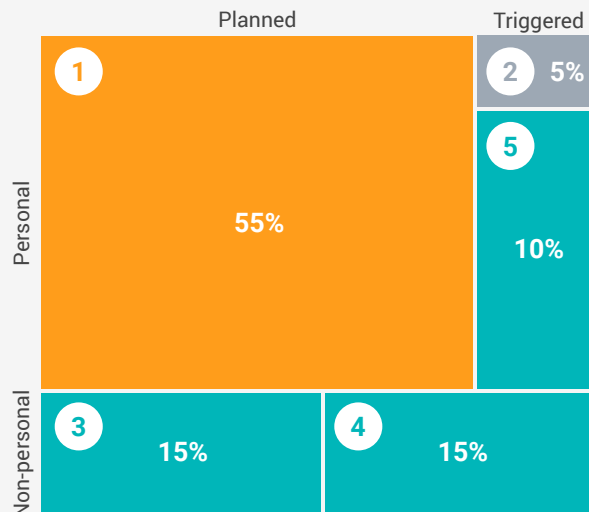 Planned
Triggered
Personal
1
55%
2
5%
5
10%
Non-personal
3
15%
4
15%